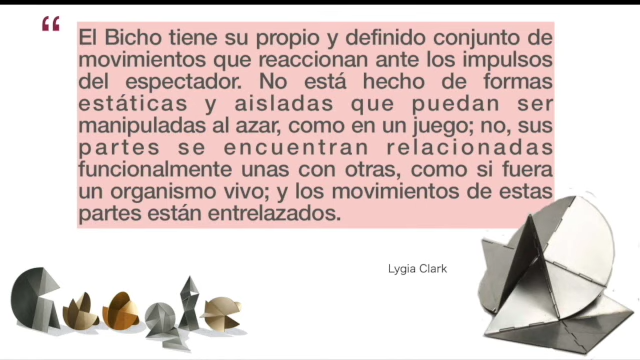 “
El Bicho tiene su propio y definido conjunto de
movimientos que reaccionan ante los impulsos
del espectador. No está hecho de formas
estáticas y aisladas que puedan ser
manipuladas al azar, como en un juego; no, sus
partes se encuentran relacionadas
funcionalmente unas con otras, como si fuera
un organismo vivo; y los movimientos de estas
partes están entrelazados.
Lygia Clark
Google